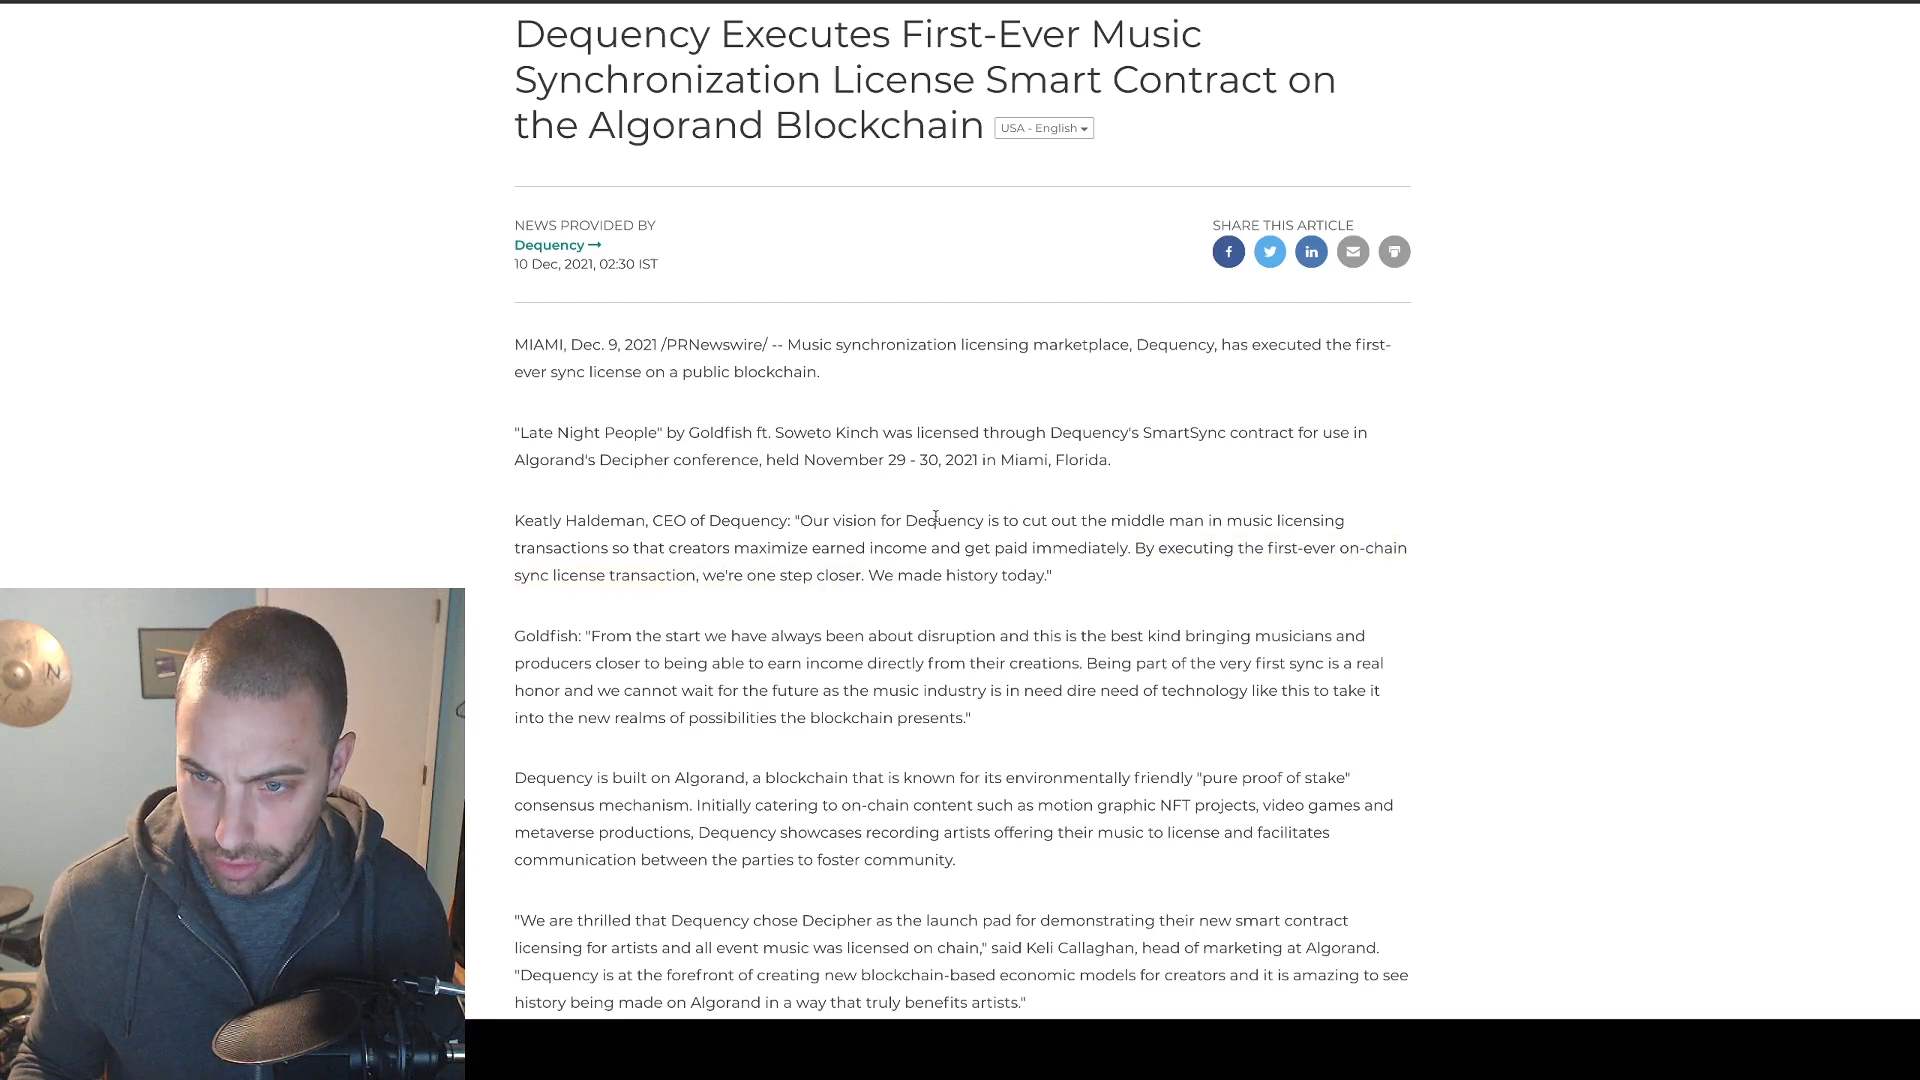 Dequency Executes First-Ever Music
Synchronization License Smart Contract on
the Algorand Blockchain USA - English
NEWS PROVIDED BY
Dequency
10 Dec, 2021, 02:30 IST
SHARE THIS ARTICLE
MIAMI, Dec. 9, 2021 /PRNewswire/ -- Music synchronization licensing marketplace, Dequency, has executed the first-
ever sync license on a public blockchain.
"Late Night People" by Goldfish ft. Soweto Kinch was licensed through Dequency's SmartSync contract for use in
Algorand's Decipher conference, held November 29 - 30, 2021 in Miami, Florida.
Keatly Haldeman, CEO of Dequency: "Our vision for Dequency is to cut out the middle man in music licensing
transactions so that creators maximize earned income and get paid immediately. By executing the first-ever on-chain
sync license transaction, we're one step closer. We made history today."
Goldfish: "From the start we have always been about disruption and this is the best kind bringing musicians and
producers closer to being able to earn income directly from their creations. Being part of the very first sync is a real
honor and we cannot wait for the future as the music industry is in need dire need of technology like this to take it
into the new realms of possibilities the blockchain presents."
Dequency is built on Algorand, a blockchain that is known for its environmentally friendly "pure proof of stake"
consensus mechanism. Initially catering to on-chain content such as motion graphic NFT projects, video games and
metaverse productions, Dequency showcases recording artists offering their music to license and facilitates
communication between the parties to foster community.
"We are thrilled that Dequency chose Decipher as the launch pad for demonstrating their new smart contract
licensing for artists and all event music was licensed on chain," said Keli Callaghan, head of marketing at Algorand.
"Dequency is at the forefront of creating new blockchain-based economic models for creators and it is amazing to see
history being made on Algorand in a way that truly benefits artists."